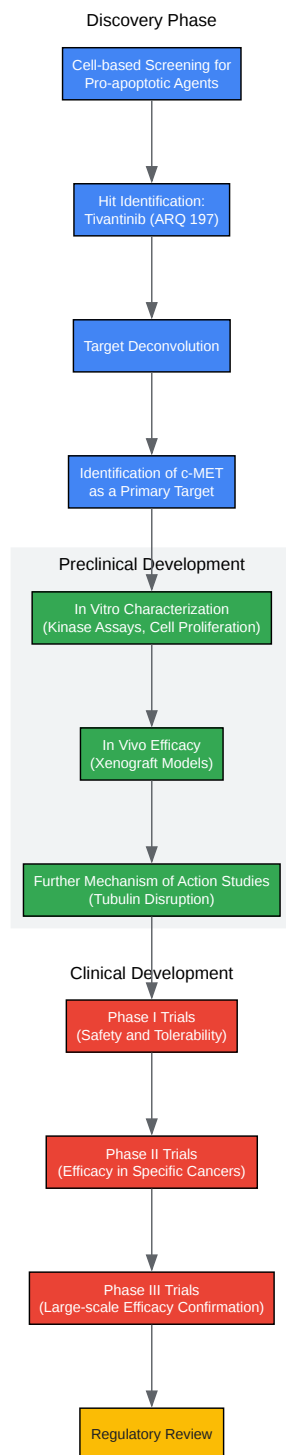 Discovery Phase
Cell-based Screening for
Pro-apoptotic Agents
Hit Identification:
Tivantinib (ARQ 197)
Target Deconvolution
Identification of c-MET
as a Primary Target
Preclinical Development
In Vitro Characterization
(Kinase Assays, Cell Proliferation)
In Vivo Efficacy
(Xenograft Models)
Further Mechanism of Action Studies
(Tubulin Disruption)
Clinical Development
Phase I Trials
(Safety and Tolerability)
Phase II Trials
(Efficacy in Specific Cancers)
Phase III Trials
(Large-scale Efficacy Confirmation)
Regulatory Review